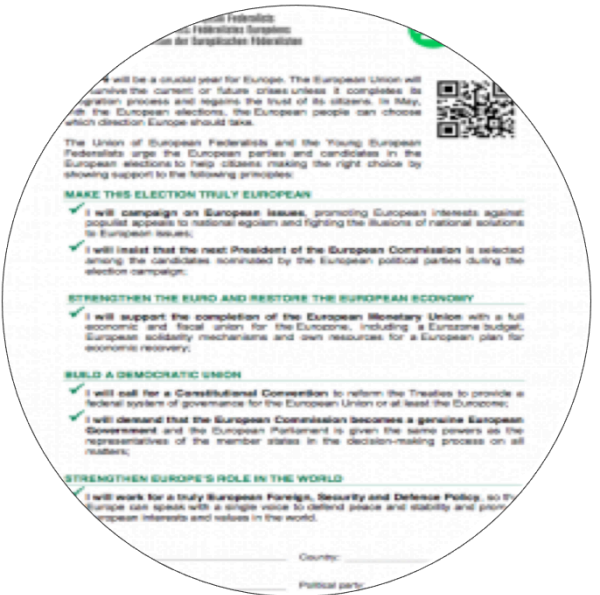 Federalists
Fédéralistes Européens
der Europäischen Föderalisten
will be a crucial year for Europe. The European Union will
survive the current or future crises unless it completes its
integration process and regains the trust of its citizens. In May,
with the European elections, the European people can choose
which direction Europe should take.
The Union of European Federalists and the Young European
Federalists urge the European parties and candidates in the
European elections to help citizens making the right choice by
showing support to the following principles:
MAKE THIS ELECTION TRULY EUROPEAN
I will campaign on European issues, promoting European interests against
populist appeals to national egoism and fighting the illusions of national solutions
to European issues;
I will insist that the next President of the European Commission is selected
among the candidates nominated by the European political parties during the
election campaign;
STRENGTHEN THE EURO AND RESTORE THE EUROPEAN ECONOMY
I will support the completion of the European Monetary Union with a full
economic and fiscal union for the Eurozone, including a Eurozone budget,
European solidarity mechanisms and own resources for a European plan for
economic recovery;
BUILD A DEMOCRATIC UNION
I will call for a Constitutional Convention to reform the Treaties to provide a
federal system of governance for the European Union or at least the Eurozone;
I will demand that the European Commission becomes a genuine European
Government and the European Parliament is given the same powers as the
representatives of the member states in the decision-making process on all
matters;
STRENGTHEN EUROPE'S ROLE IN THE WORLD
I will work for a truly European Foreign, Security and Defence Policy, so th
Europe can speak with a single voice to defend peace and stability and prom
European interests and values in the world.
Country:
Political party: